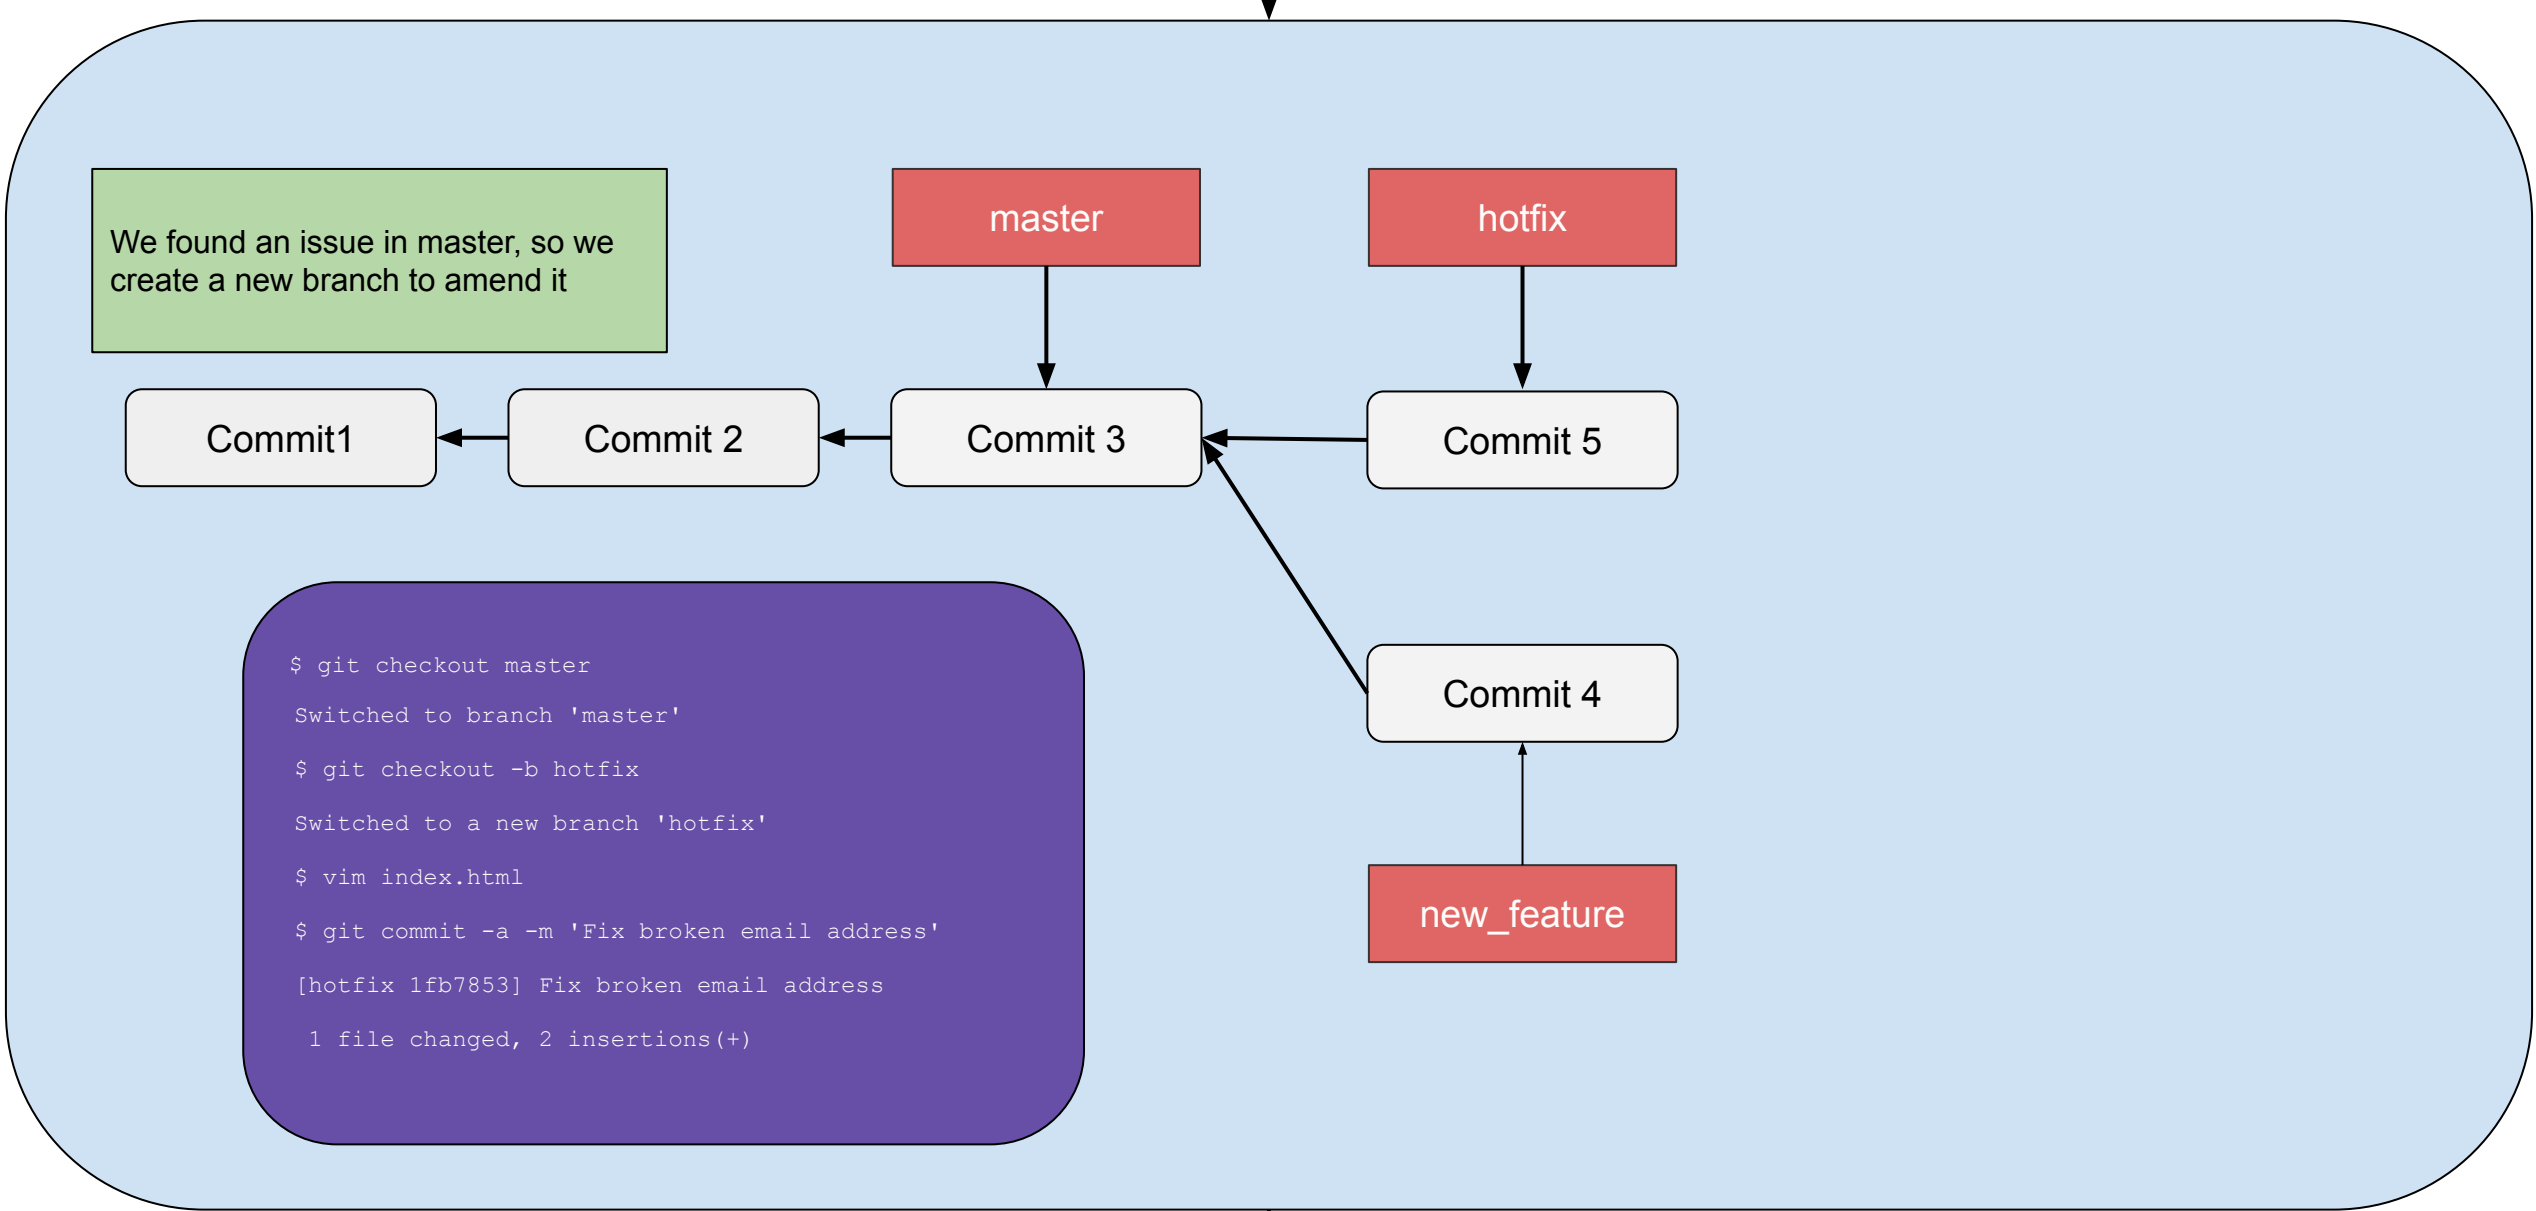 We found an issue in master, so we
create a new branch to amend it
master
hotfix
Commit1
Commit 2
Commit 3
Commit 5
Commit 4
new_feature
$ git checkout master
Switched to branch 'master'
$ git checkout -b hotfix
Switched to a new branch 'hotfix'
$ vim index.html
$ git commit -a -m 'Fix broken email address'
[hotfix 1fb7853] Fix broken email address
1 file changed, 2 insertions(+)